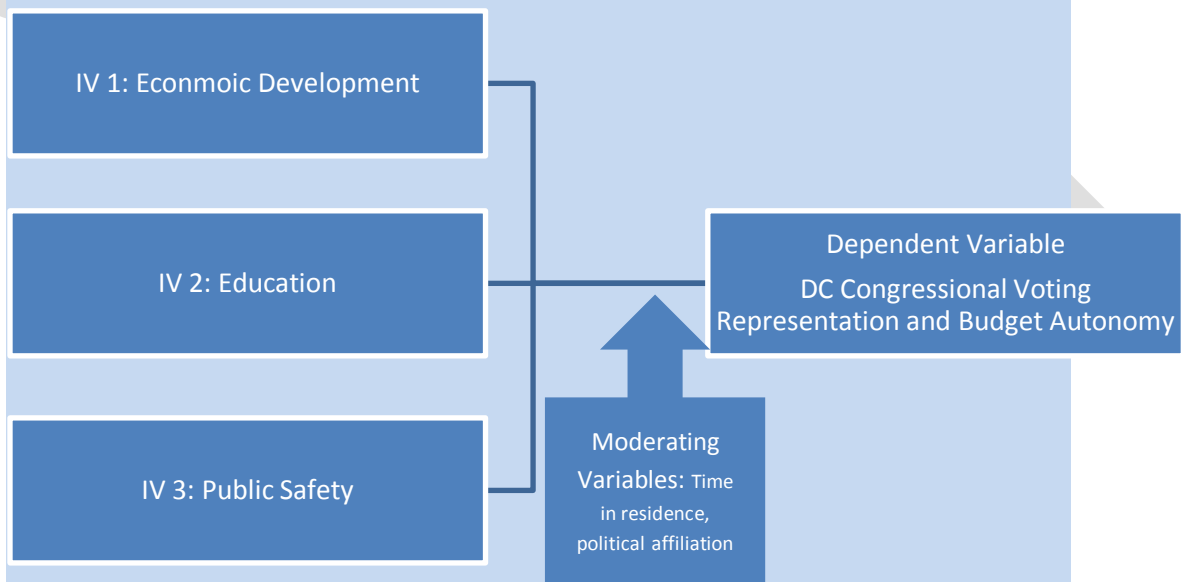 IV 1: Econmoic Development
IV 2: Education
IV 3: Public Safety
Dependent Variable
DC Congressional Voting
Representation and Budget Autonomy
Moderating
Variables: Time
in residence,
political affiliation